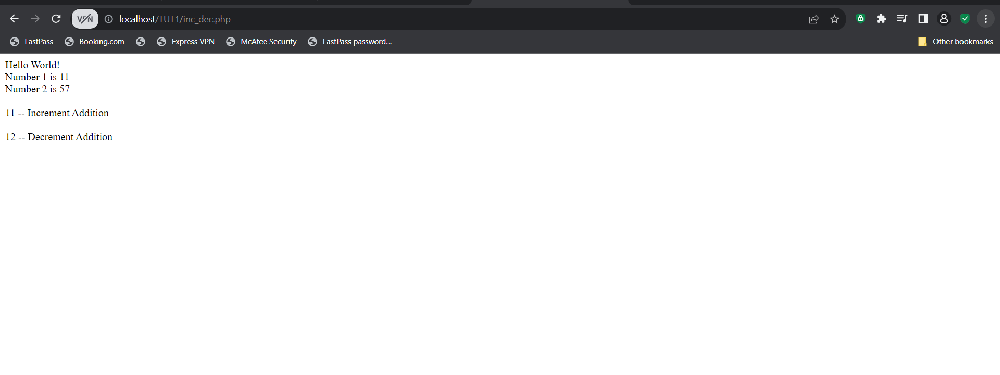 VPN localhost/TUT1/inc_dec.php
LastPass Booking.com Express VPN McAfee Security LastPass password... Other bookmarks
Hello World!
Number 1 is 11
Number 2 is 57
11 -- Increment Addition
12 -- Decrement Addition